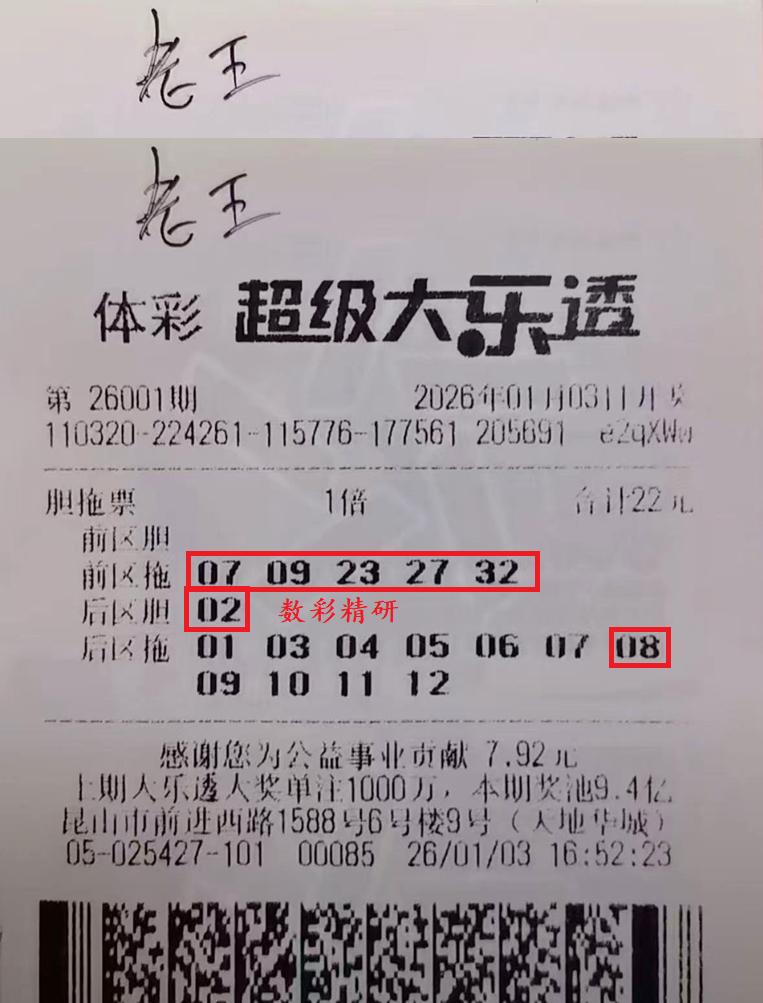 老王
老王
体彩 超级大乐透
第 26001期 2026年01月03日开奖
110320-224261-115776-177561 205691 e2qXWw
胆拖票 1倍 合计22元
前区胆
前区拖 07 09 23 27 32
后区胆 02 数彩精研
后区拖 01 03 04 05 06 07 08
09 10 11 12
感谢您为公益事业贡献 7.92元
上期大乐透头奖单注1000万，本期奖池9.4亿
昆山市前进西路1588号6号楼9号（天地华城）
05-025427-101 00085 26/01/03 16:52:23